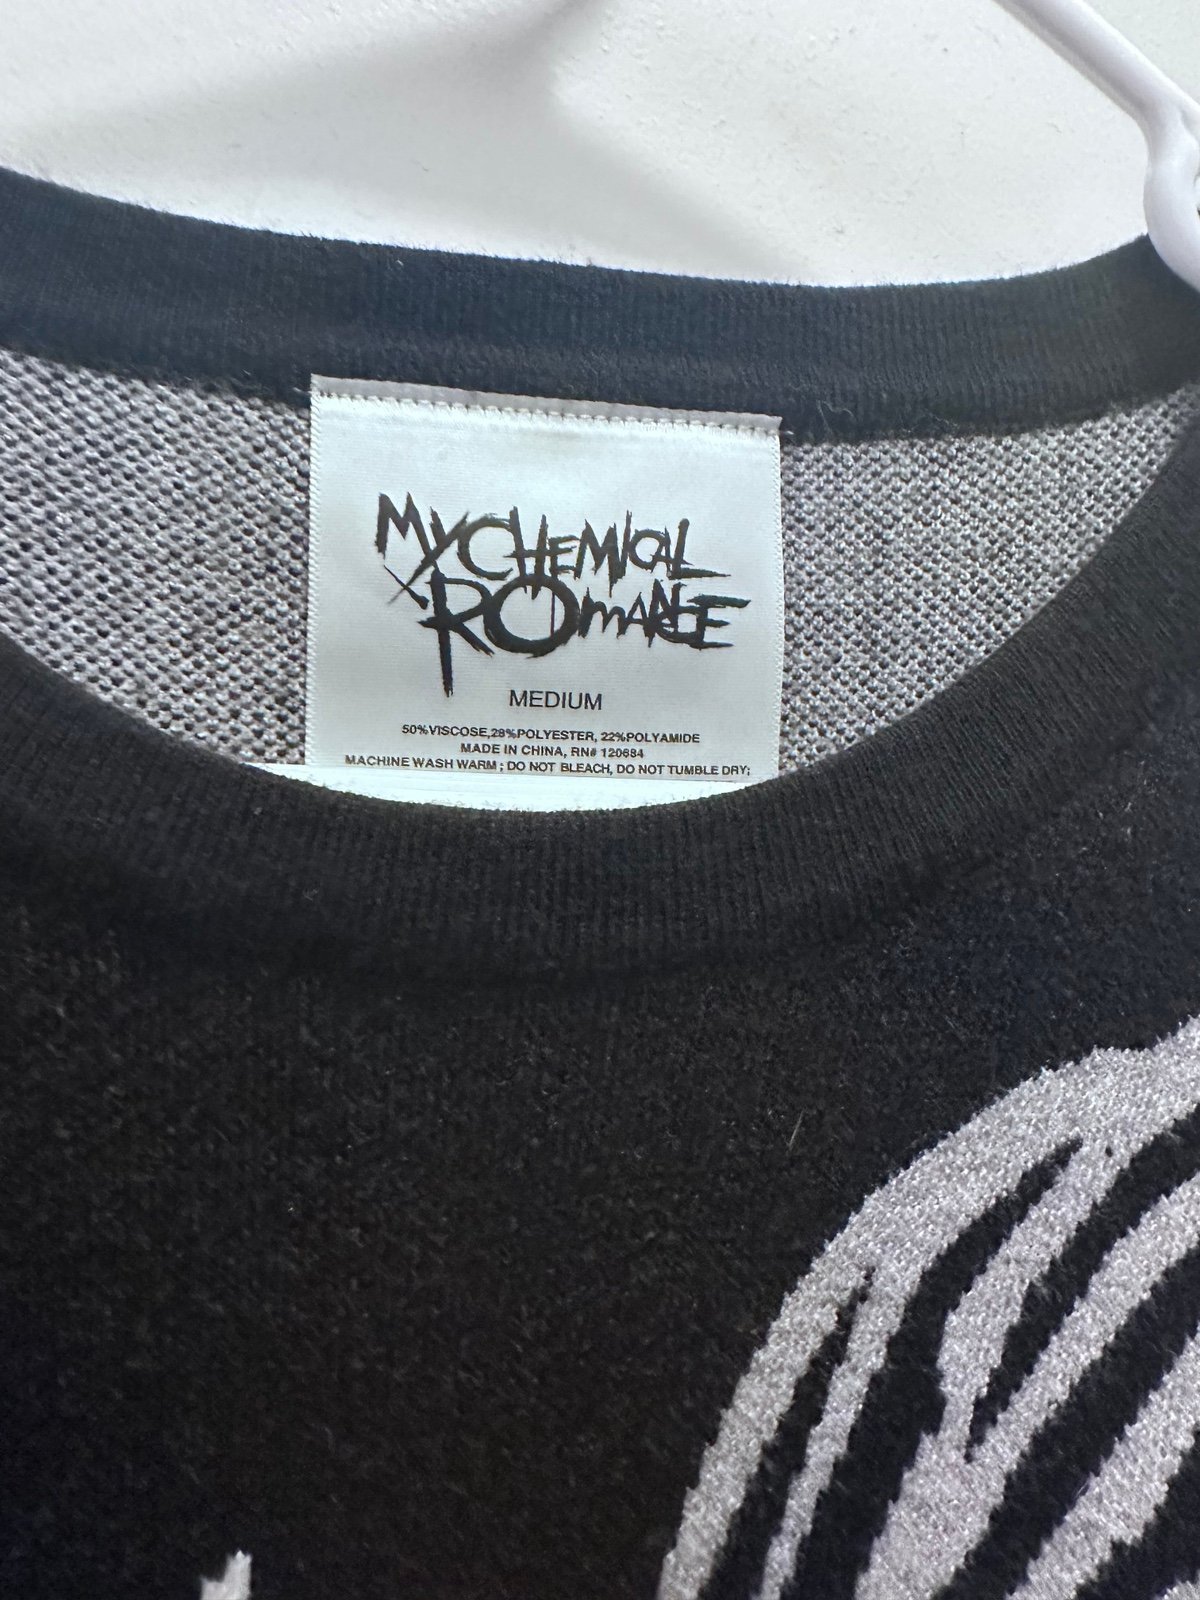 MY CHEMICAL
ROMANCE
MEDIUM
50%VISCOSE,28%POLYESTER, 22%POLYAMIDE
MADE IN CHINA, RN# 120684
MACHINE WASH WARM ; DO NOT BLEACH, DO NOT TUMBLE DRY;